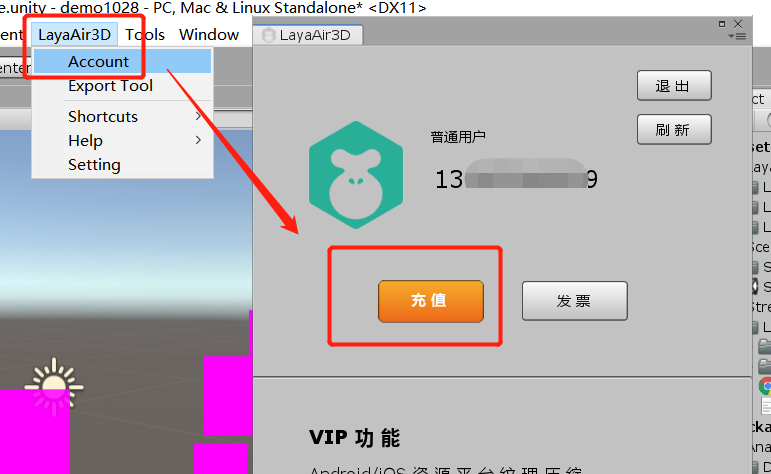 e.unity - demo1028 - PC, Mac & Linux Standalone* <DX11>
LayaAir3D Tools Window
Account
Export Tool
Shortcuts
Help
Setting
LayaAir3D
退出
刷新
普通用户
13 9
充值
发票
VIP 功能
Android/iOS 资源平台纹理压缩